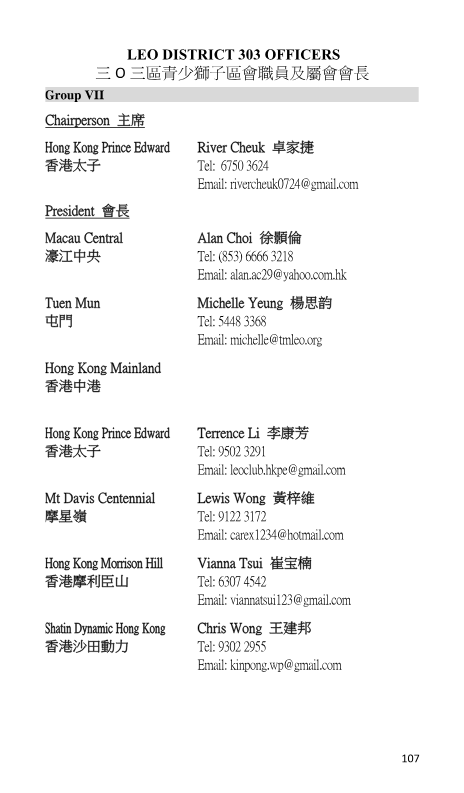 LEO DISTRICT 303 OFFICERS
三 O 三區青少獅子區會職員及屬會會長
Group VII
Chairperson 主席
Hong Kong Prince Edward River Cheuk 卓家捷
香港太子 Tel: 6750 3624
Email: rivercheuk0724@gmail.com
President 會長
Macau Central Alan Choi 徐顥倫
濠江中央 Tel: (853) 6666 3218
Email: alan.ac29@yahoo.com.hk
Tuen Mun Michelle Yeung 楊思韵
屯門 Tel: 5448 3368
Email: michelle@tmleo.org
Hong Kong Mainland
香港中港
Hong Kong Prince Edward Terrence Li 李康芳
香港太子 Tel: 9502 3291
Email: leoclub.hkpe@gmail.com
Mt Davis Centennial Lewis Wong 黃梓維
摩星嶺 Tel: 9122 3172
Email: carex1234@hotmail.com
Hong Kong Morrison Hill Vianna Tsui 崔宝楠
香港摩利臣山 Tel: 6307 4542
Email: viannatsui123@gmail.com
Shatin Dynamic Hong Kong Chris Wong 王建邦
香港沙田動力 Tel: 9302 2955
Email: kinpong.wp@gmail.com
107